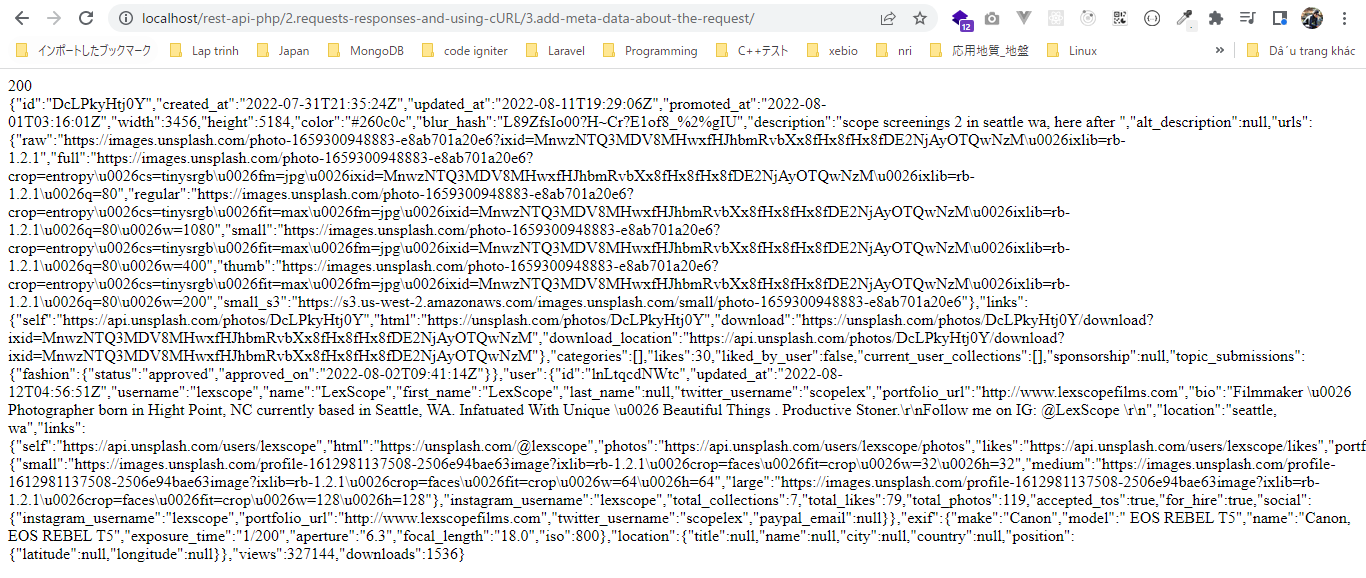 localhost/rest-api-php/2.requests-responses-and-using-cURL/3.add-meta-data-about-the-request/
12
インポートしたブックマーク Lap trinh Japan MongoDB code igniter Laravel Programming C++テスト xebio nri 応用地質_地盤 Linux » Dấu trang khác
200
{"id":"DcLPkyHtj0Y","created_at":"2022-07-31T21:35:24Z","updated_at":"2022-08-11T19:29:06Z","promoted_at":"2022-08-
01T03:16:01Z","width":3456,"height":5184,"color":"#260c0c","blur_hash":"L89ZfsIo00?H~Cr?E1of8_%2%gIU","description":"scope screenings 2 in seattle wa, here after ","alt_description":null,"urls":
{"raw":"https://images.unsplash.com/photo-1659300948883-e8ab701a20e6?ixid=MnwzNTQ3MDV8MHwxfHJhbmRvbXx8fHx8fHx8fDE2NjAyOTQwNzM\u0026ixlib=rb-
1.2.1","full":"https://images.unsplash.com/photo-1659300948883-e8ab701a20e6?
crop=entropy\u0026cs=tinysrgb\u0026fm=jpg\u0026ixid=MnwzNTQ3MDV8MHwxfHJhbmRvbXx8fHx8fHx8fDE2NjAyOTQwNzM\u0026ixlib=rb-
1.2.1\u0026q=80","regular":"https://images.unsplash.com/photo-1659300948883-e8ab701a20e6?
crop=entropy\u0026cs=tinysrgb\u0026fit=max\u0026fm=jpg\u0026ixid=MnwzNTQ3MDV8MHwxfHJhbmRvbXx8fHx8fHx8fDE2NjAyOTQwNzM\u0026ixlib=rb-
1.2.1\u0026q=80\u0026w=1080","small":"https://images.unsplash.com/photo-1659300948883-e8ab701a20e6?
crop=entropy\u0026cs=tinysrgb\u0026fit=max\u0026fm=jpg\u0026ixid=MnwzNTQ3MDV8MHwxfHJhbmRvbXx8fHx8fHx8fDE2NjAyOTQwNzM\u0026ixlib=rb-
1.2.1\u0026q=80\u0026w=400","thumb":"https://images.unsplash.com/photo-1659300948883-e8ab701a20e6?
crop=entropy\u0026cs=tinysrgb\u0026fit=max\u0026fm=jpg\u0026ixid=MnwzNTQ3MDV8MHwxfHJhbmRvbXx8fHx8fHx8fDE2NjAyOTQwNzM\u0026ixlib=rb-
1.2.1\u0026q=80\u0026w=200","small_s3":"https://s3.us-west-2.amazonaws.com/images.unsplash.com/small/photo-1659300948883-e8ab701a20e6"},"links":
{"self":"https://api.unsplash.com/photos/DcLPkyHtj0Y","html":"https://unsplash.com/photos/DcLPkyHtj0Y","download":"https://unsplash.com/photos/DcLPkyHtj0Y/download?
ixid=MnwzNTQ3MDV8MHwxfHJhbmRvbXx8fHx8fHx8fDE2NjAyOTQwNzM","download_location":"https://api.unsplash.com/photos/DcLPkyHtj0Y/download?
ixid=MnwzNTQ3MDV8MHwxfHJhbmRvbXx8fHx8fHx8fDE2NjAyOTQwNzM"},"categories":[],"likes":30,"liked_by_user":false,"current_user_collections":[],"sponsorship":null,"topic_submissions":
{"fashion":{"status":"approved","approved_on":"2022-08-02T09:41:14Z"}},"user":{"id":"lnLtqcdNWtc","updated_at":"2022-08-
12T04:56:51Z","username":"lexscope","name":"LexScope","first_name":"LexScope","last_name":null,"twitter_username":"scopelex","portfolio_url":"http://www.lexscopefilms.com","bio":"Filmmaker \u0026
Photographer born in Hight Point, NC currently based in Seattle, WA. Infatuated With Unique \u0026 Beautiful Things . Productive Stoner.\r\nFollow me on IG: @LexScope \r\n","location":"seattle,
wa","links":
{"self":"https://api.unsplash.com/users/lexscope","html":"https://unsplash.com/@lexscope","photos":"https://api.unsplash.com/users/lexscope/photos","likes":"https://api.unsplash.com/users/lexscope/likes","portf
{"small":"https://images.unsplash.com/profile-1612981137508-2506e94bae63image?ixlib=rb-1.2.1\u0026crop=faces\u0026fit=crop\u0026w=32\u0026h=32","medium":"https://images.unsplash.com/profile-
1612981137508-2506e94bae63image?ixlib=rb-1.2.1\u0026crop=faces\u0026fit=crop\u0026w=64\u0026h=64","large":"https://images.unsplash.com/profile-1612981137508-2506e94bae63image?ixlib=rb-
1.2.1\u0026crop=faces\u0026fit=crop\u0026w=128\u0026h=128"},"instagram_username":"lexscope","total_collections":7,"total_likes":79,"total_photos":119,"accepted_tos":true,"for_hire":true,"social":
{"instagram_username":"lexscope","portfolio_url":"http://www.lexscopefilms.com","twitter_username":"scopelex","paypal_email":null}},"exif":{"make":"Canon","model":" EOS REBEL T5","name":"Canon,
EOS REBEL T5","exposure_time":"1/200","aperture":"6.3","focal_length":"18.0","iso":800},"location":{"title":null,"name":null,"city":null,"country":null,"position":
{"latitude":null,"longitude":null}},"views":327144,"downloads":1536}